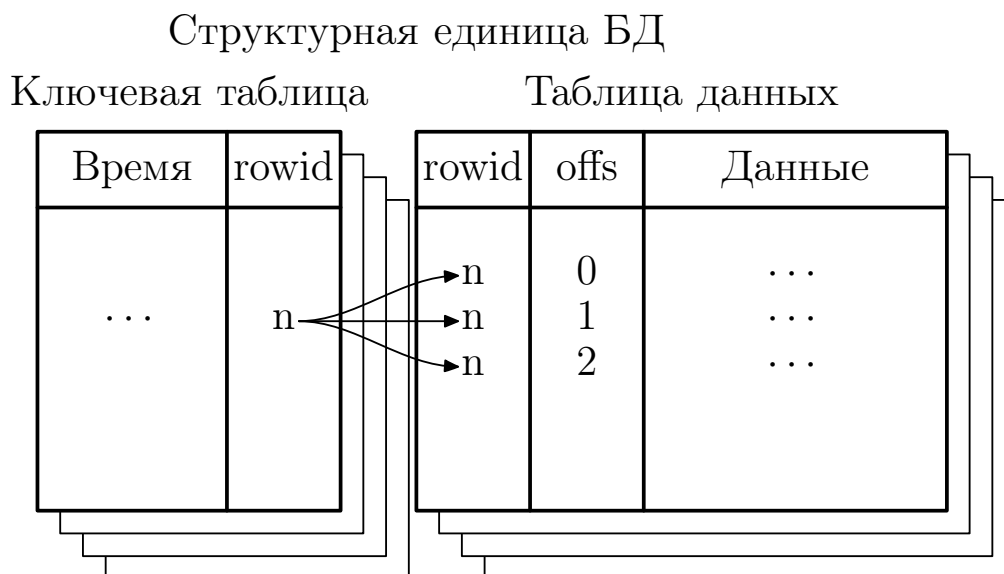 Структурная единица БД
Ключевая таблица Таблица данных
Время rowid rowid offs Данные
n 0 ...
... n n 1 ...
n 2 ...